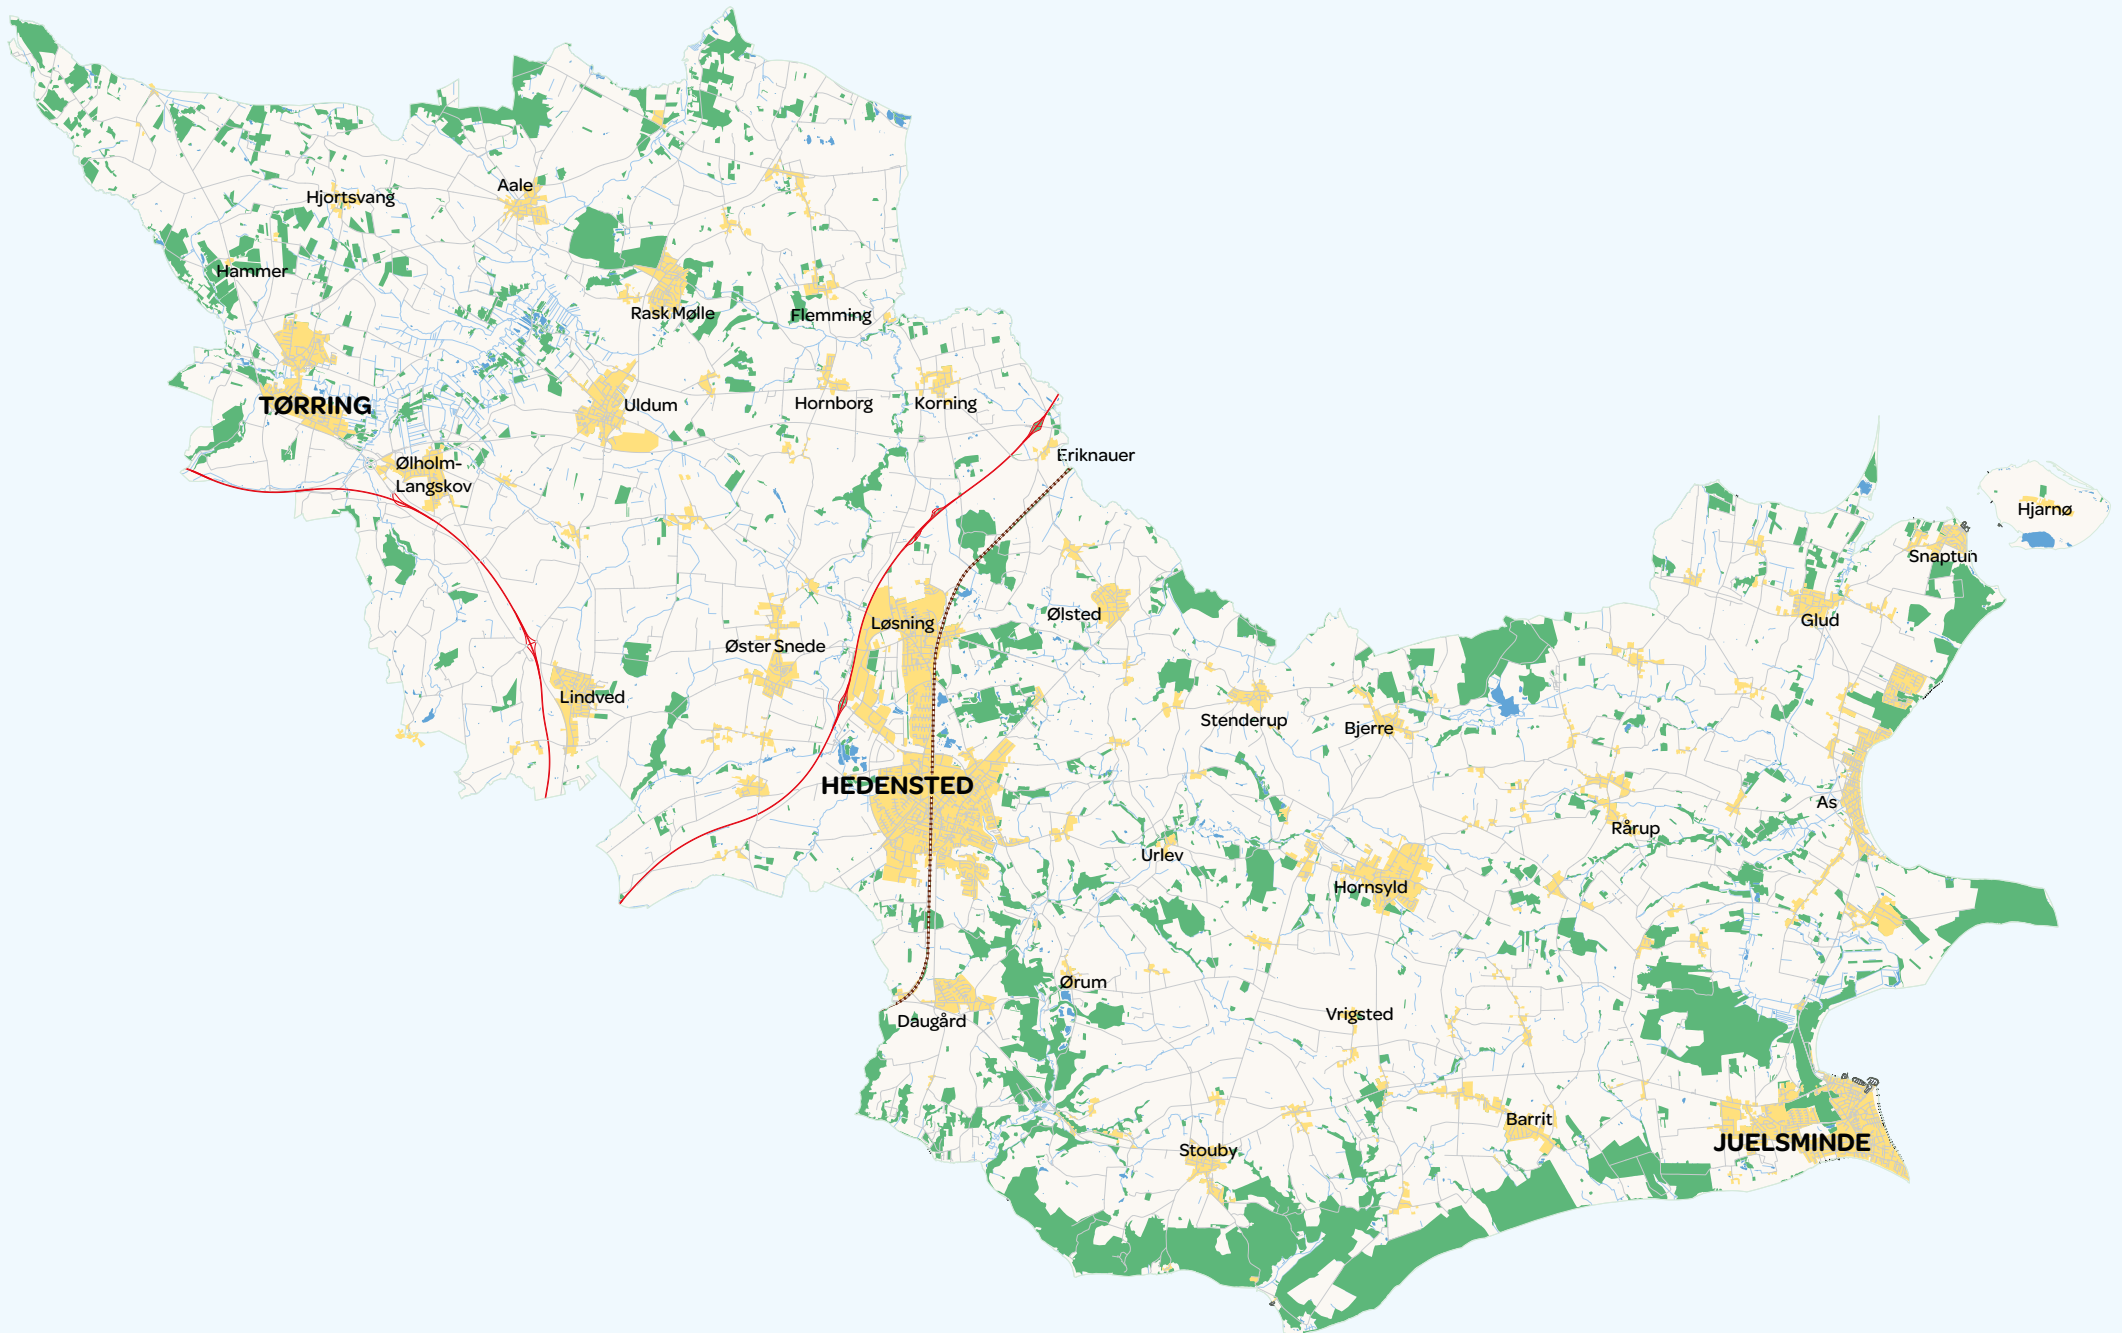 Aale
Hjortsvang
Hammer
Rask Mølle
Flemming
TØRRING
Uldum
Hornborg
Korning
Eriknauer
Ølholm-
Langskov
Hjarnø
Snaptun
Løsning
Ølsted
Glud
Øster Snede
Lindved
Stenderup
Bjerre
HEDENSTED
As
Rårup
Urlev
Hornsyld
Ørum
Daugård
Vrigsted
Barrit
JUELSMINDE
Stouby